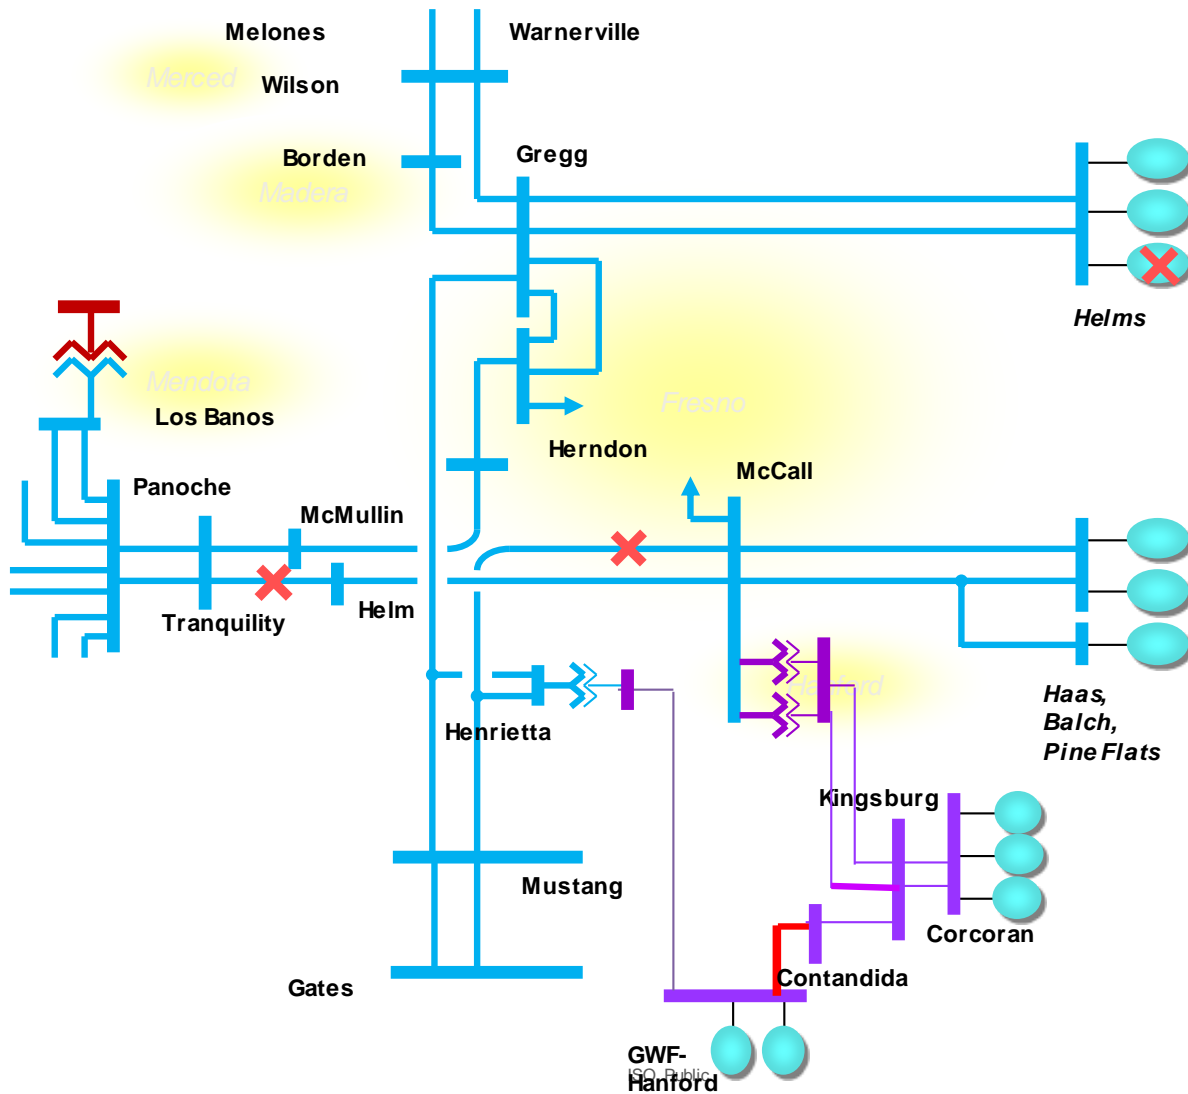 Melones
Warnerville
Merced
Wilson
Borden
Gregg
Madera
Helms
Mendota
Fresno
Los Banos
Herndon
McCall
Panoche
McMullin
Helm
Tranquility
Hanford
Haas,
Balch,
Pine Flats
Henrietta
Kingsburg
Mustang
Corcoran
Contandida
Gates
GWF-
Hanford
ISO Public